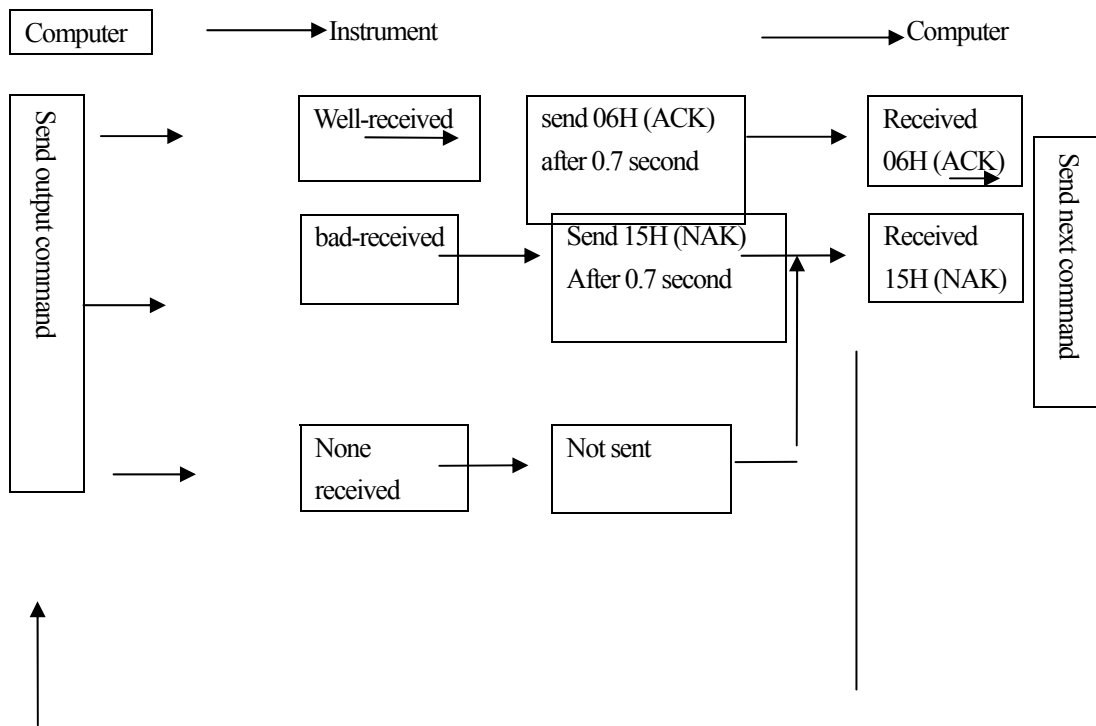 Computer
Instrument
Computer
Send output command
Well-received
send 06H (ACK)
after 0.7 second
Received
06H (ACK)
Send next command
bad-received
Send 15H (NAK)
After 0.7 second
Received
15H (NAK)
None
received
Not sent